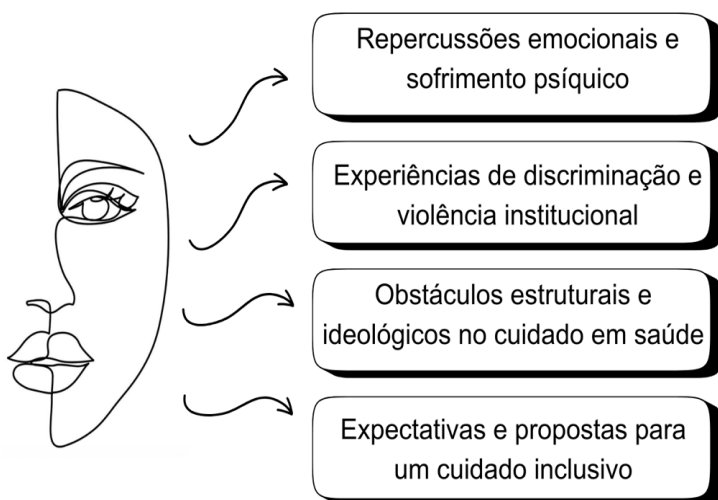 Repercussões emocionais e
sofrimento psíquico
Experiências de discriminação e
violência institucional
Obstáculos estruturais e
ideológicos no cuidado em saúde
Expectativas e propostas para
um cuidado inclusivo